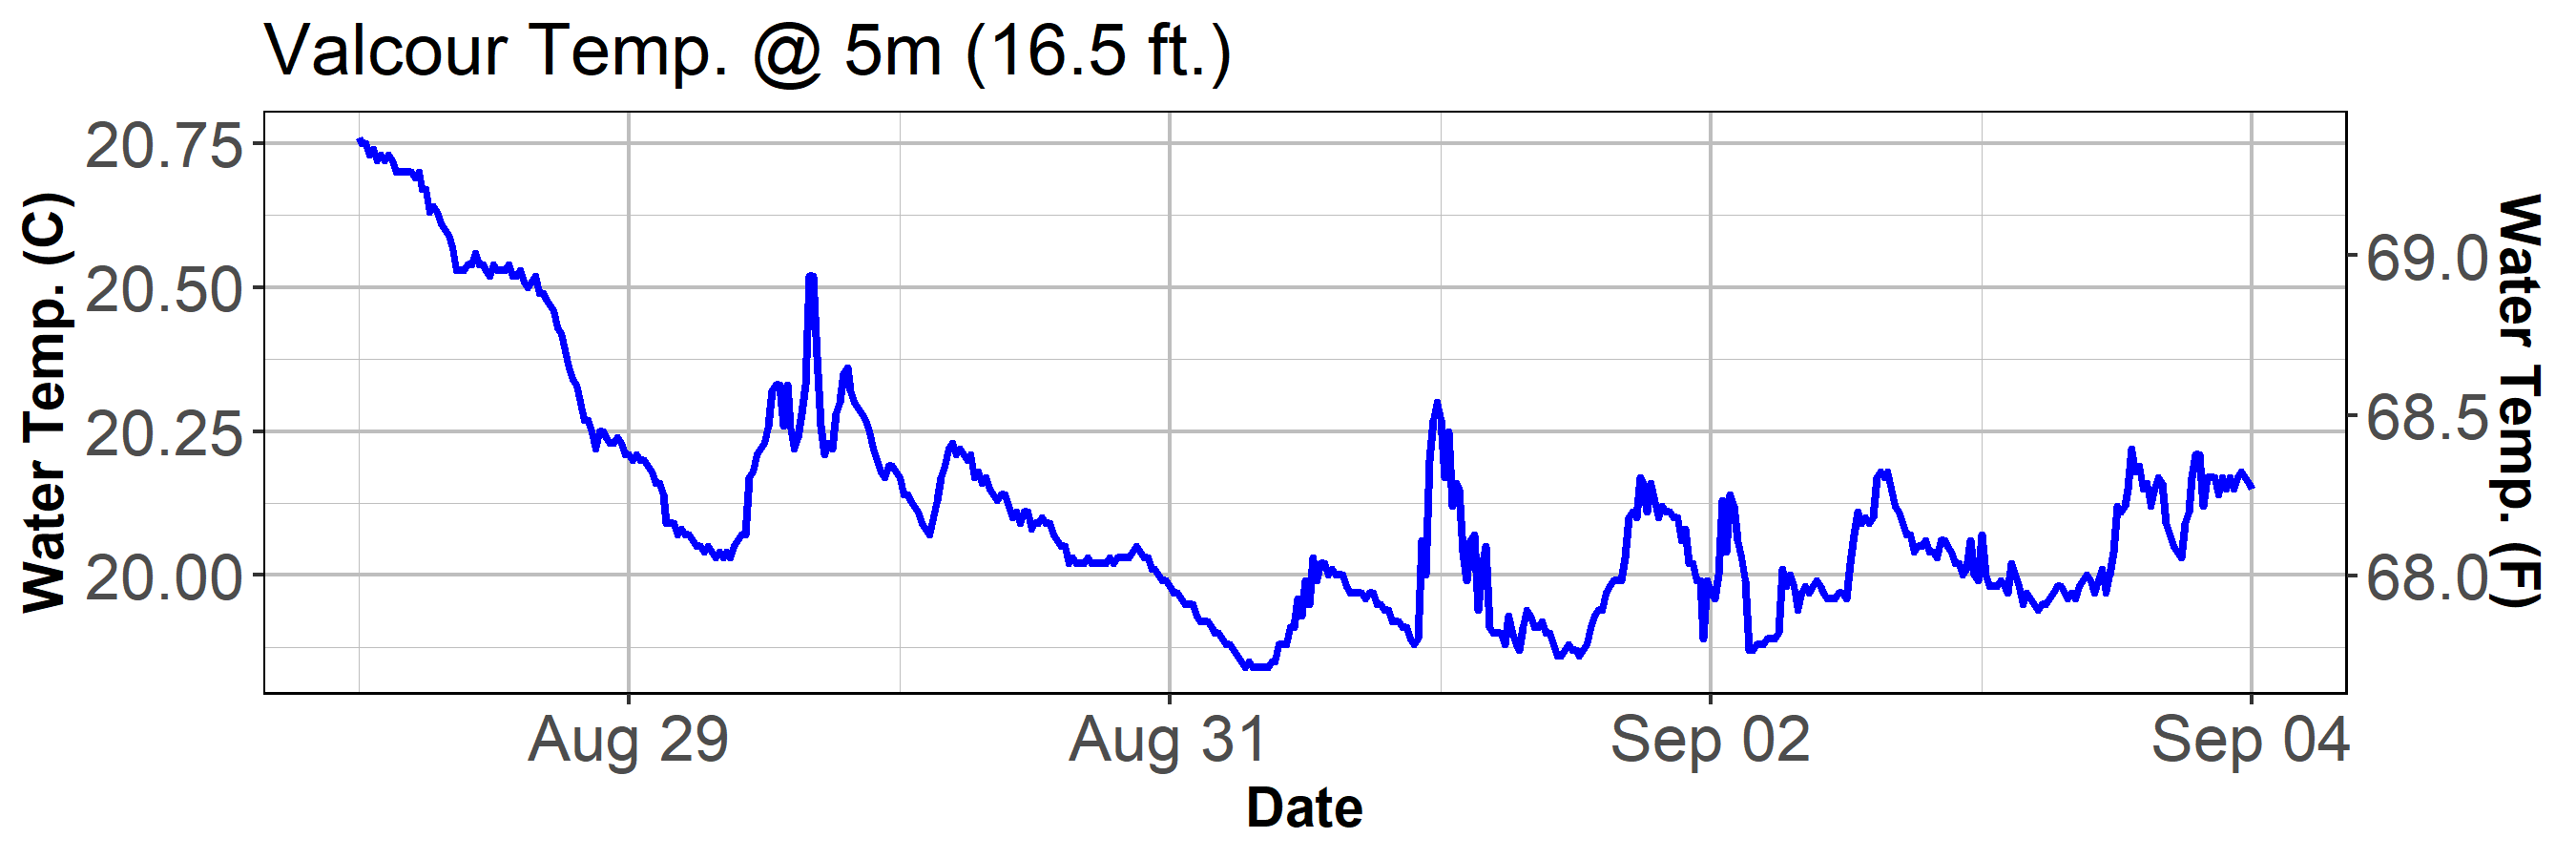 Valcour Temp. @ 5m (16.5 ft.)
Water Temp. (C)
20.75
20.50
20.25
20.00
69.0
68.5
68.0
Water Temp. (F)
Aug 29 Aug 31 Sep 02 Sep 04
Date